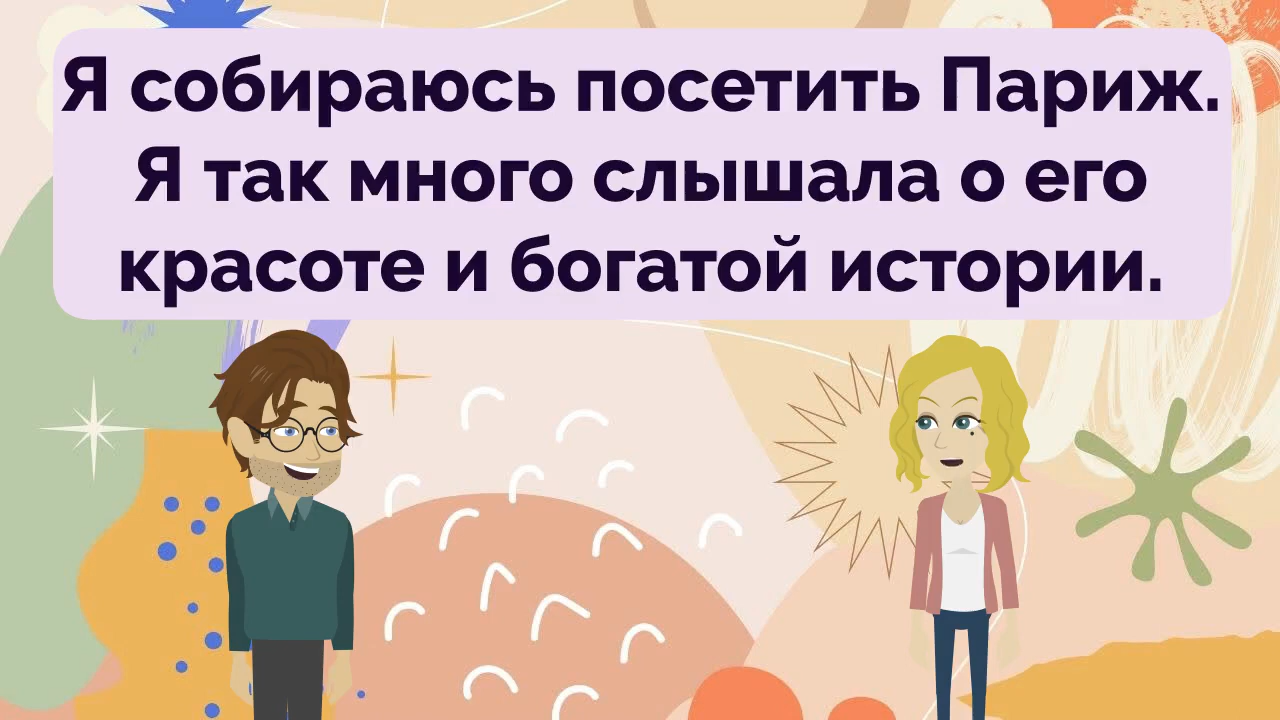 Я собираюсь посетить Париж.
Я так много слышала о его
красоте и богатой истории.